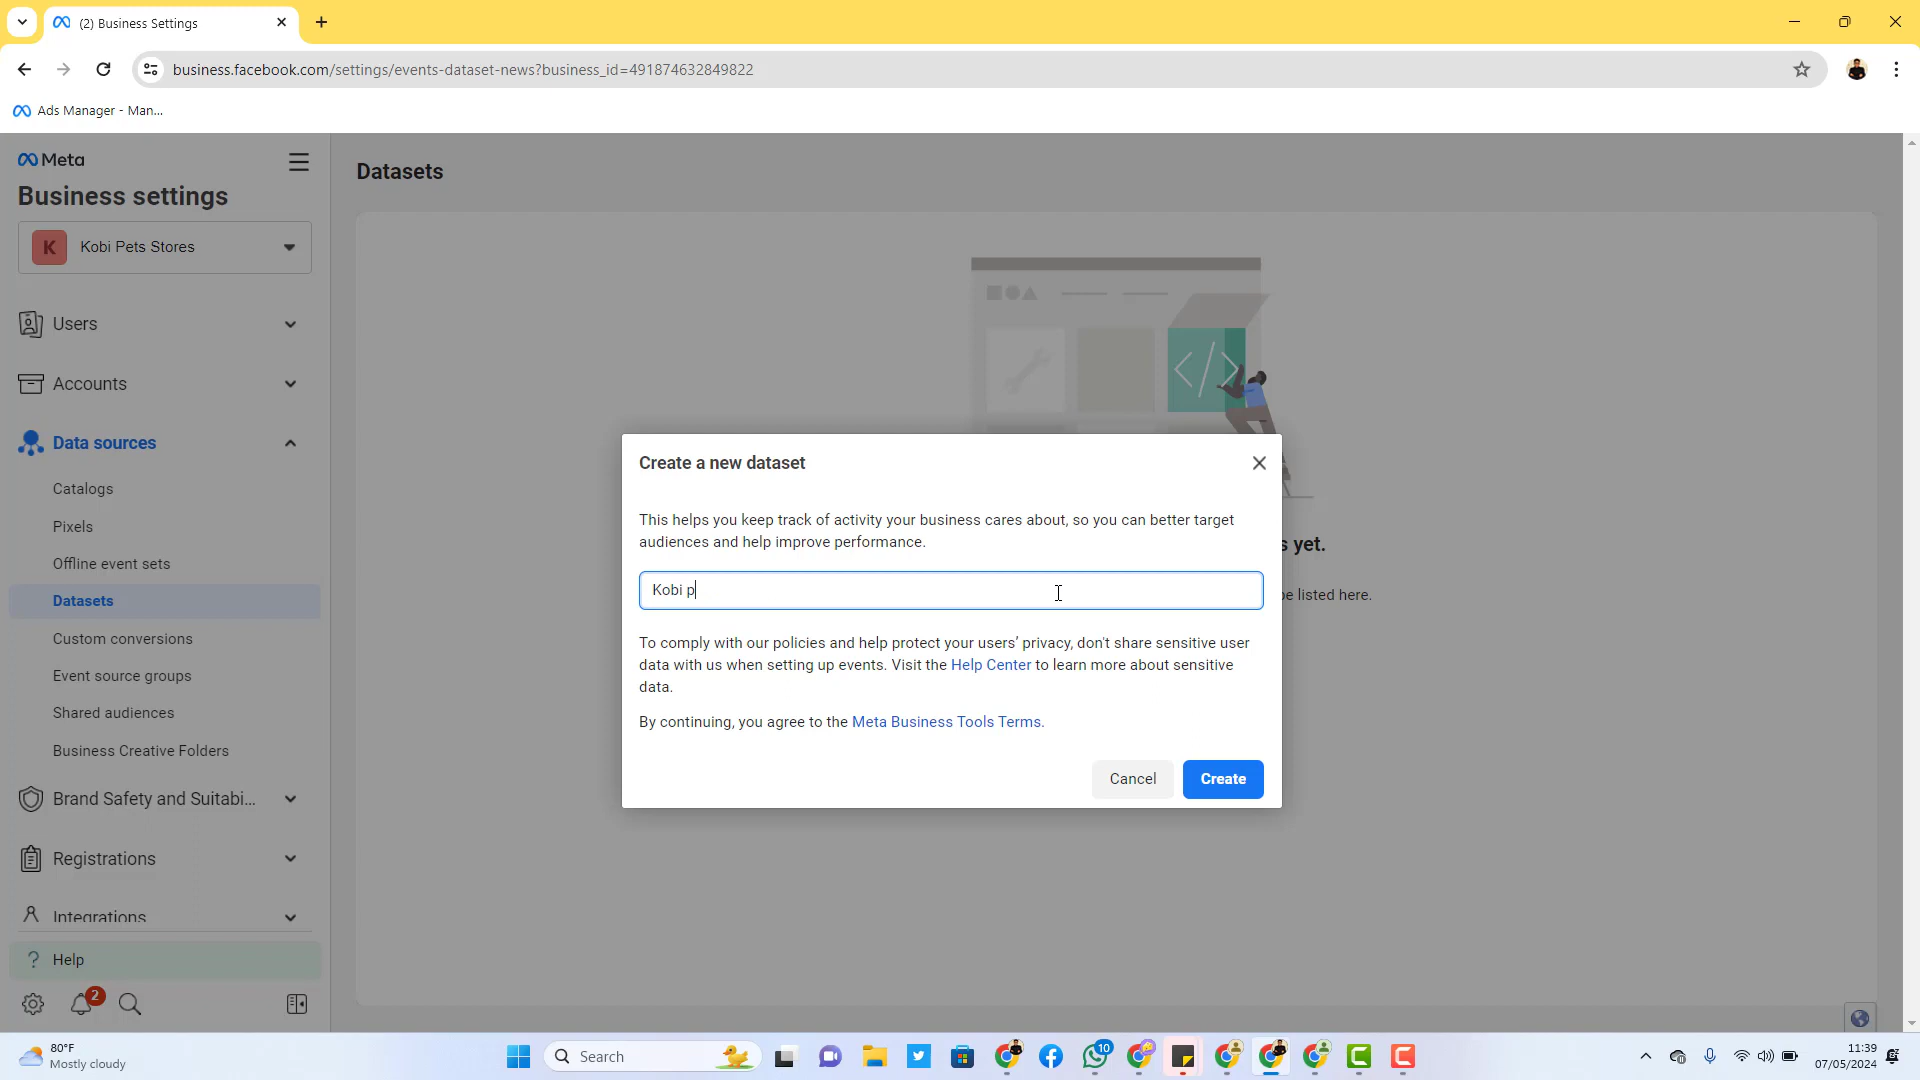 (2) Business Settings
business.facebook.com/settings/events-dataset-news?business_id=491874632849822
Ads Manager - Man...
Meta
Business settings
K Kobi Pets Stores
Users
Accounts
Data sources
Catalogs
Pixels
Offline event sets
Datasets
Custom conversions
Event source groups
Shared audiences
Business Creative Folders
Brand Safety and Suitabi...
Registrations
Integrations
? Help
2
Datasets
s yet.
be listed here.
Create a new dataset
This helps you keep track of activity your business cares about, so you can better target
audiences and help improve performance.
Kobi p
To comply with our policies and help protect your users’ privacy, don't share sensitive user
data with us when setting up events. Visit the Help Center to learn more about sensitive
data.
By continuing, you agree to the Meta Business Tools Terms.
Cancel
Create
80°F
Mostly cloudy
Search
10
11:39
07/05/2024